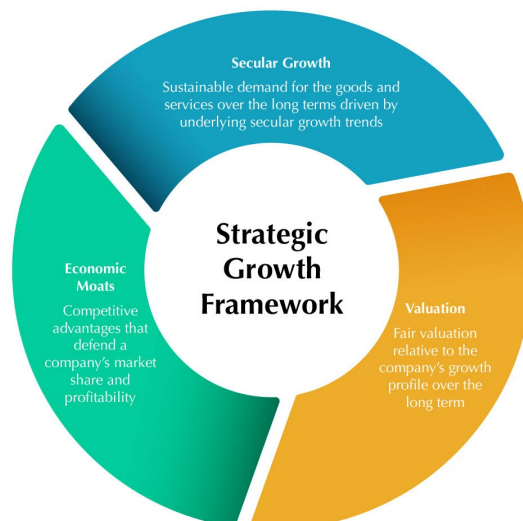 Secular Growth
Sustainable demand for the goods and
services over the long terms driven by
underlying secular growth trends
Strategic
Growth
Framework
Economic
Moats
Competitive
advantages that
defend a
company's market
share and
profitability
Valuation
Fair valuation
relative to the
company's growth
profile over the
long term